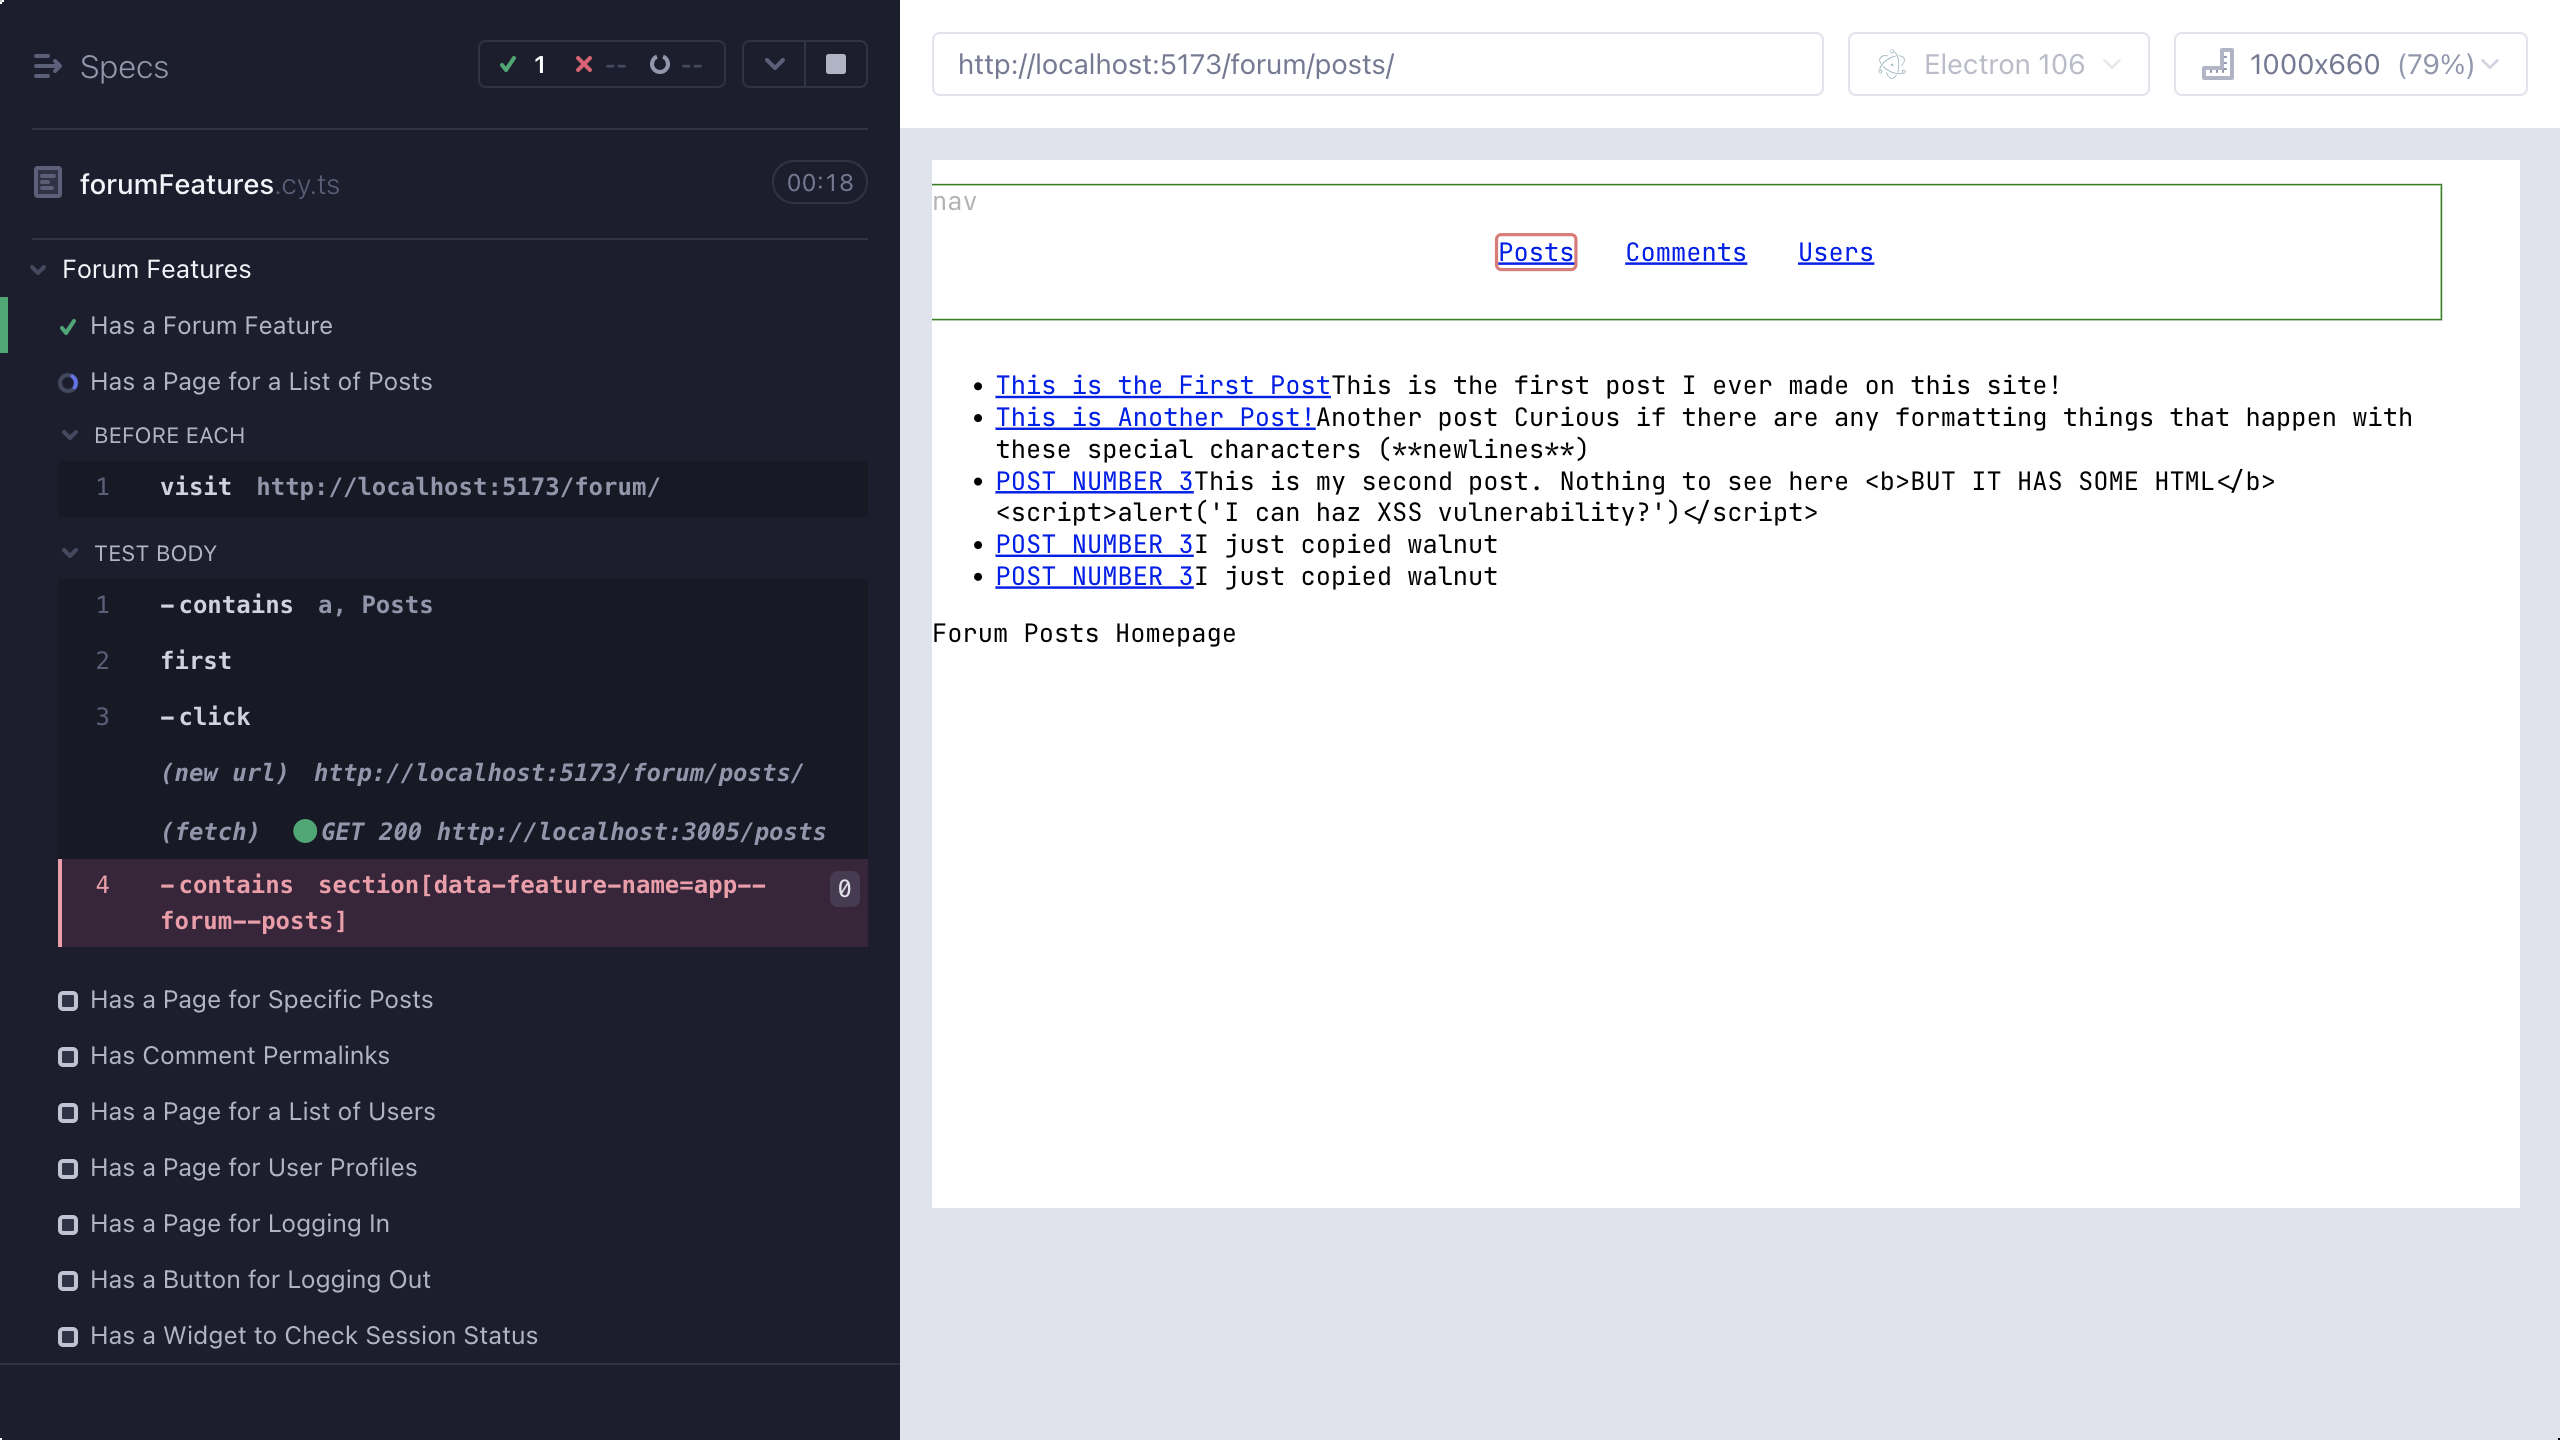 Specs
1 -- --
forumFeatures.cy.ts 00:18
Forum Features
Has a Forum Feature
Has a Page for a List of Posts
BEFORE EACH
1 visit http://localhost:5173/forum/
TEST BODY
1 -contains a, Posts
2 first
3 -click
(new url) http://localhost:5173/forum/posts/
(fetch) GET 200 http://localhost:3005/posts
4 -contains section[data-feature-name=app-- 0
forum--posts]
Has a Page for Specific Posts
Has Comment Permalinks
Has a Page for a List of Users
Has a Page for User Profiles
Has a Page for Logging In
Has a Button for Logging Out
Has a Widget to Check Session Status
http://localhost:5173/forum/posts/ Electron 106 1000x660 (79%)
nav
Posts Comments Users
• This is the First PostThis is the first post I ever made on this site!
• This is Another Post!Another post Curious if there are any formatting things that happen with
these special characters (**newlines**)
• POST NUMBER 3This is my second post. Nothing to see here <b>BUT IT HAS SOME HTML</b>
<script>alert('I can haz XSS vulnerability?')</script>
• POST NUMBER 3I just copied walnut
• POST NUMBER 3I just copied walnut
Forum Posts Homepage